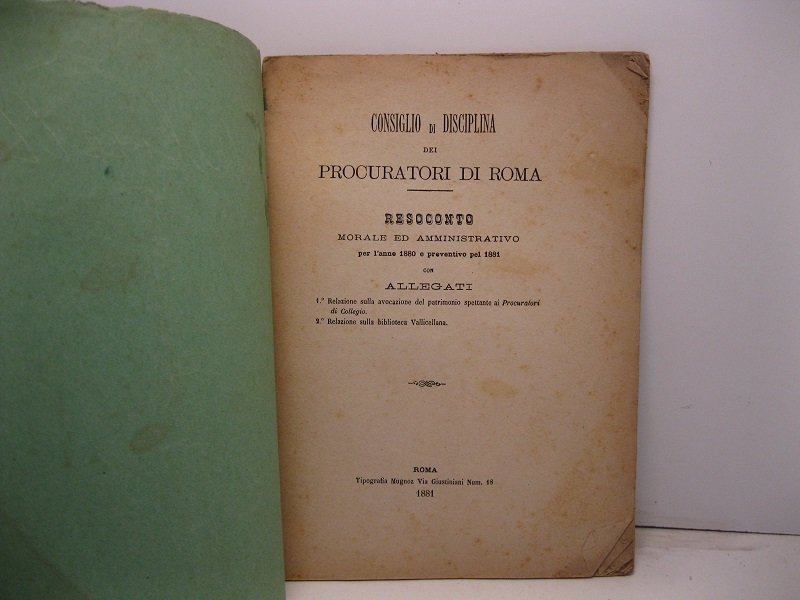 CONSIGLIO DI DISCIPLINA
DEI
PROCURATORI DI ROMA
RESOCONTO
MORALE ED AMMINISTRATIVO
per l'anno 1880 e preventivo pel 1881
CON
ALLEGATI
1.º Relazione sulla avocazione del patrimonio spettante ai Procuratori
di Collegio.
2.º Relazione sulla biblioteca Vallicellana.
ROMA
Tipografia Mugnoz Via Giustiniani Num. 18
1881